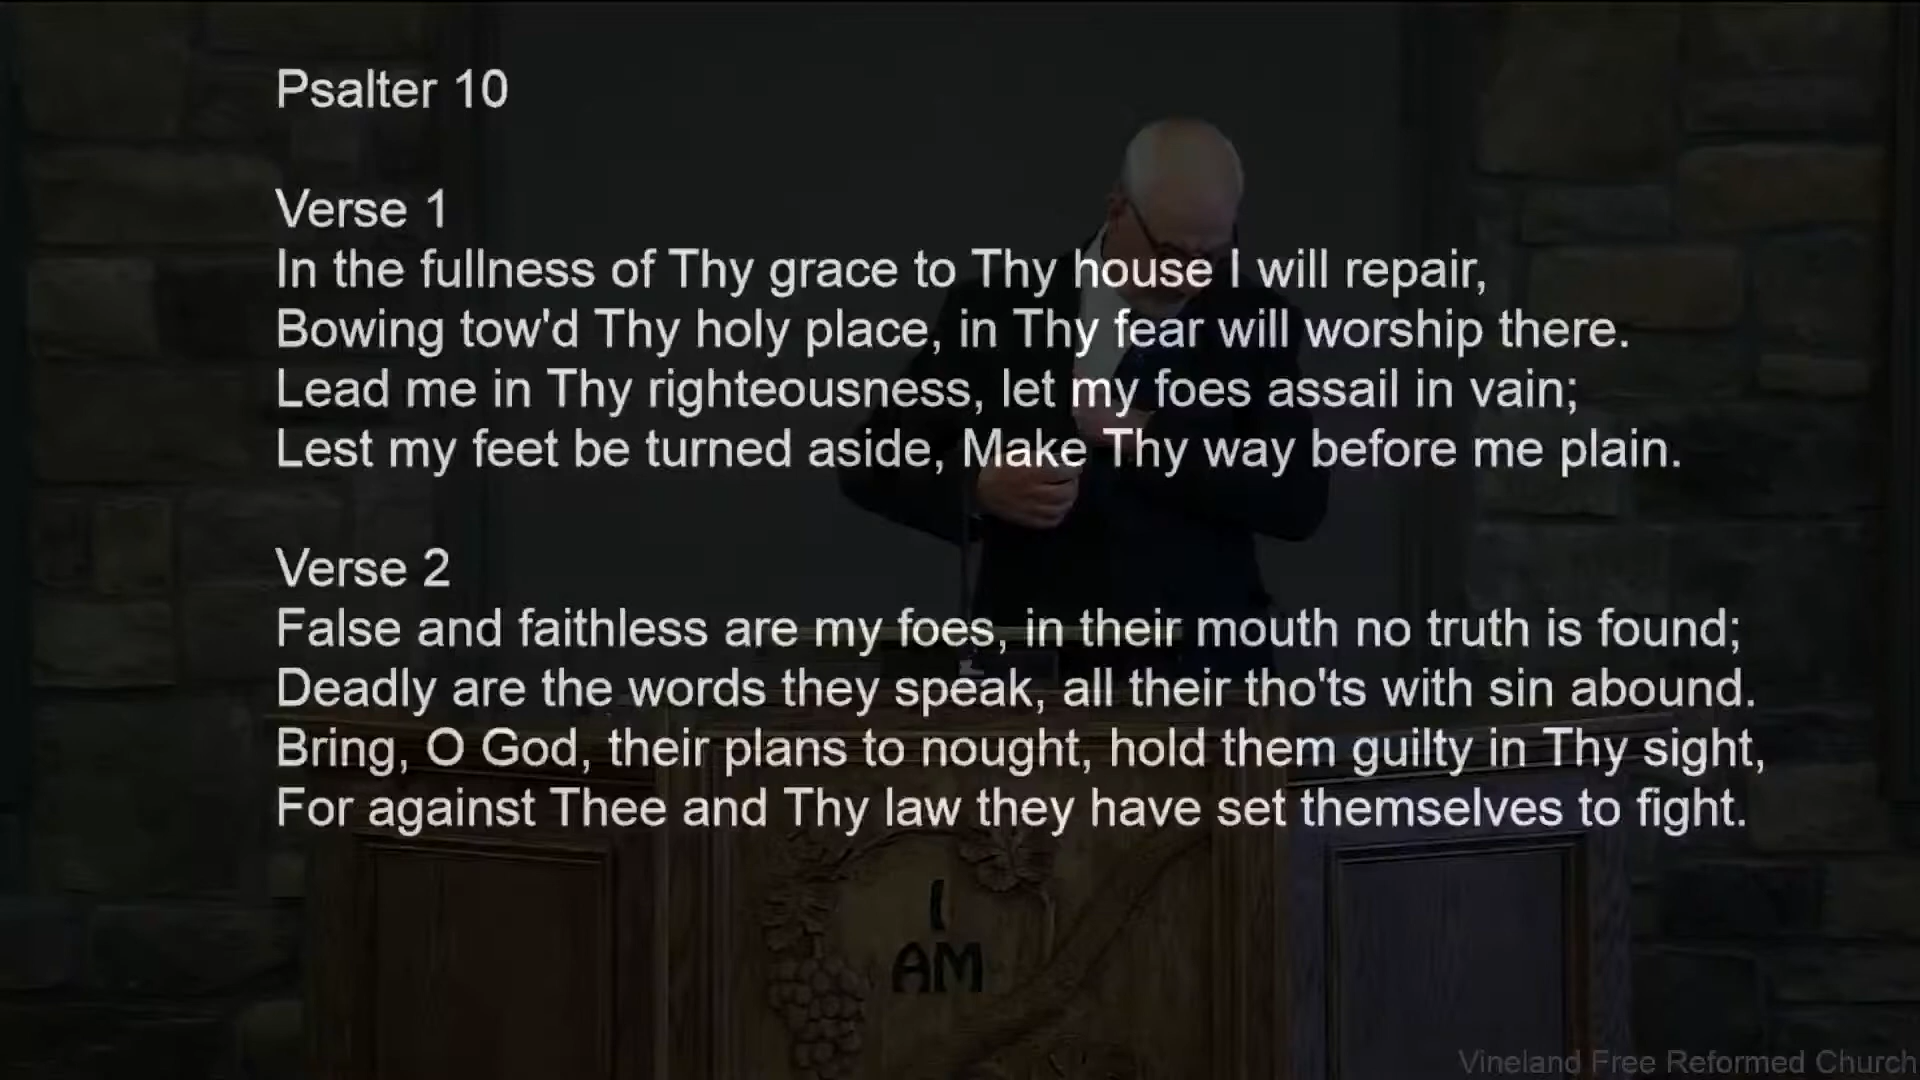 Psalter 10
Verse 1
In the fullness of Thy grace to Thy house I will repair,
Bowing tow'd Thy holy place, in Thy fear will worship there.
Lead me in Thy righteousness, let my foes assail in vain;
Lest my feet be turned aside, Make Thy way before me plain.
Verse 2
False and faithless are my foes, in their mouth no truth is found;
Deadly are the words they speak, all their tho'ts with sin abound.
Bring, O God, their plans to nought, hold them guilty in Thy sight,
For against Thee and Thy law they have set themselves to fight.
I
AM
Vineland Free Reformed Church